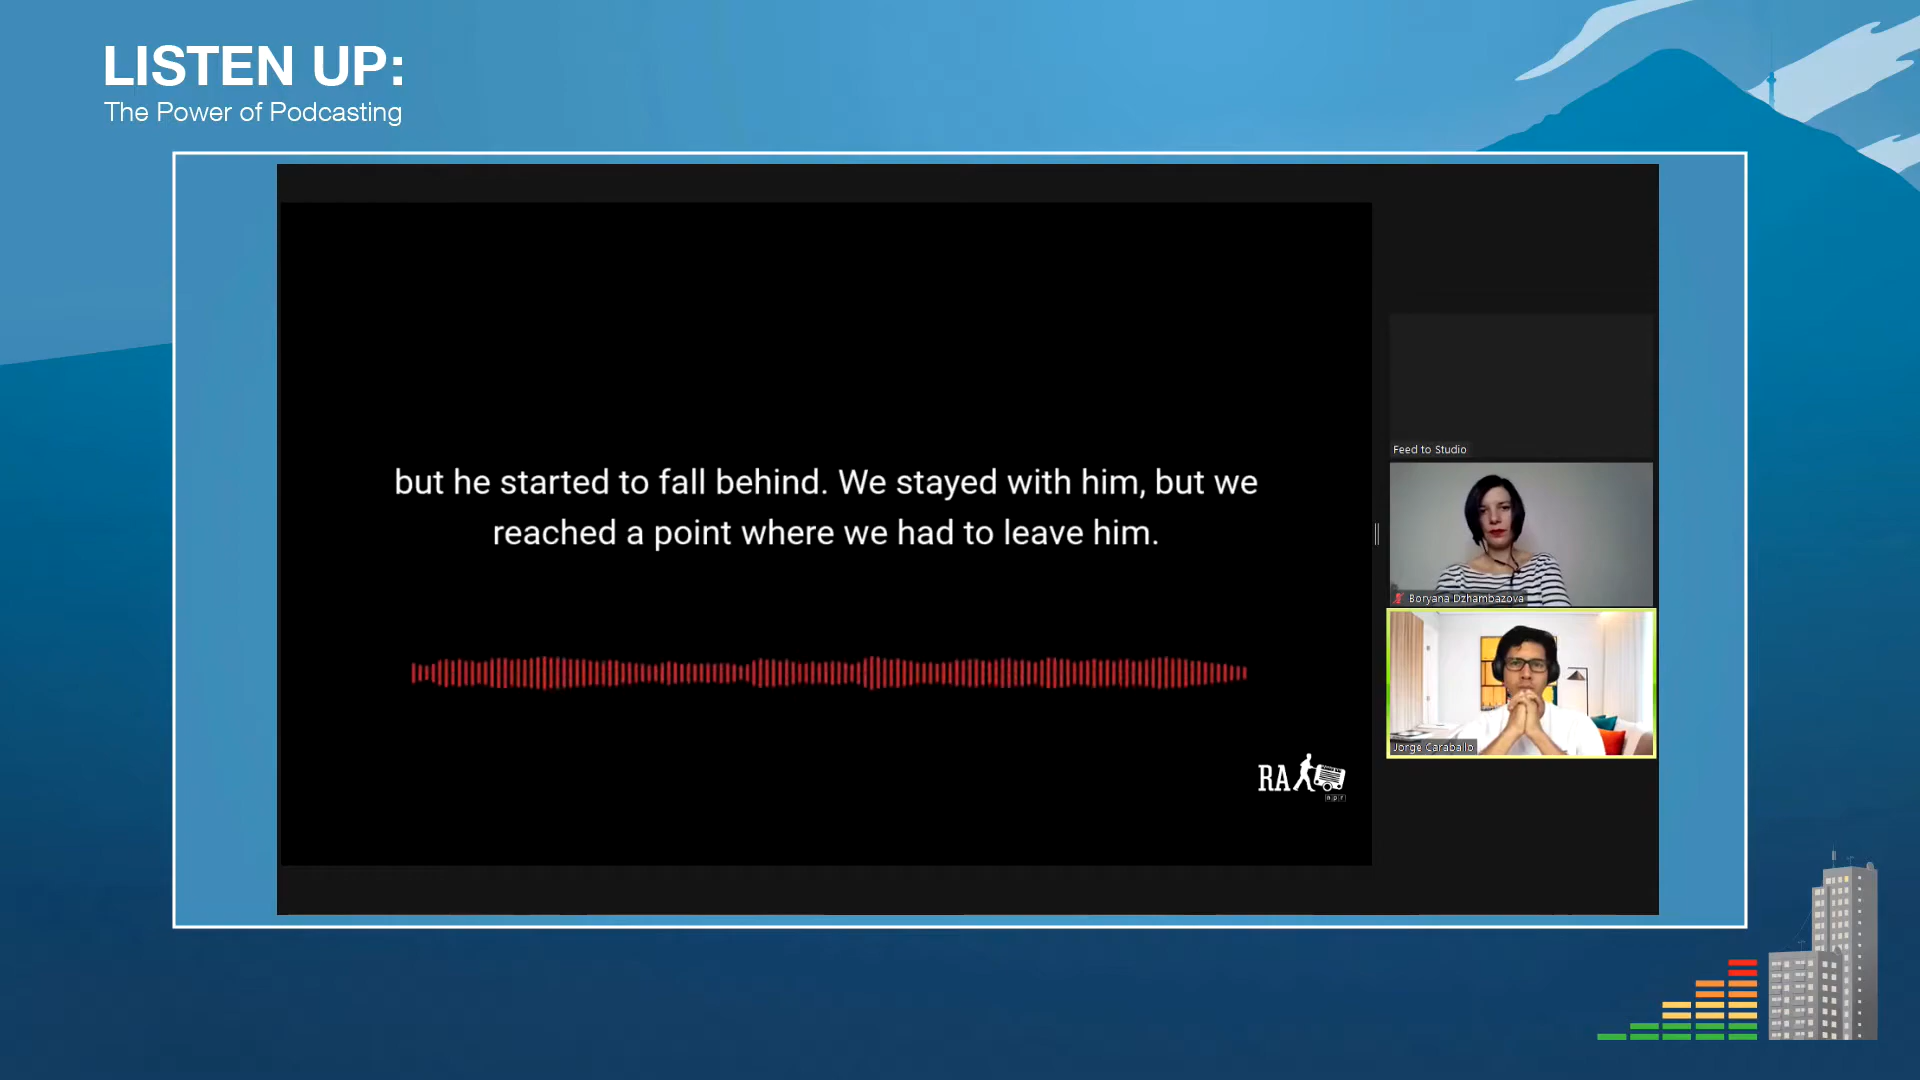 LISTEN UP:
The Power of Podcasting
but he started to fall behind. We stayed with him, but we
reached a point where we had to leave him.
Feed to Studio
Boryana Dzhambazova
Jorge Caraballo
RA
npr